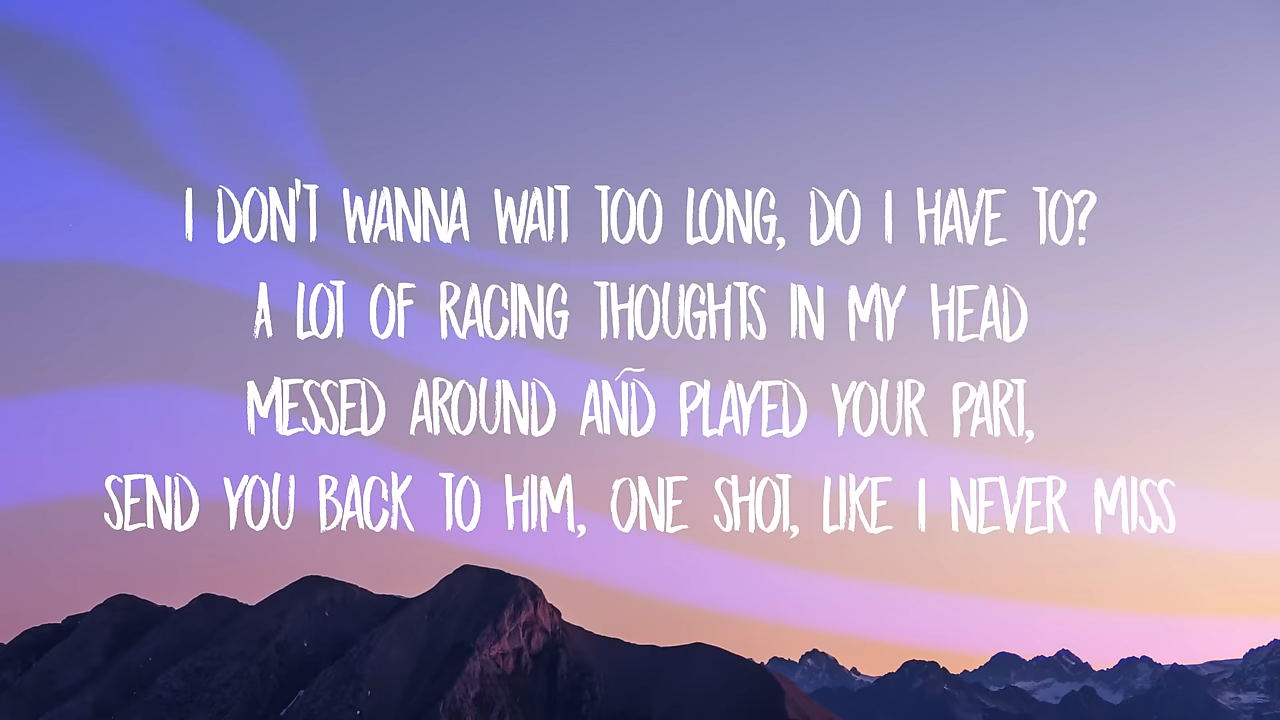 I DON'T WANNA WAIT TOO LONG, DO I HAVE TO?
A LOT OF RACING THOUGHTS IN MY HEAD
MESSED AROUND AND PLAYED YOUR PART,
SEND YOU BACK TO HIM, ONE SHOT, LIKE I NEVER MISS